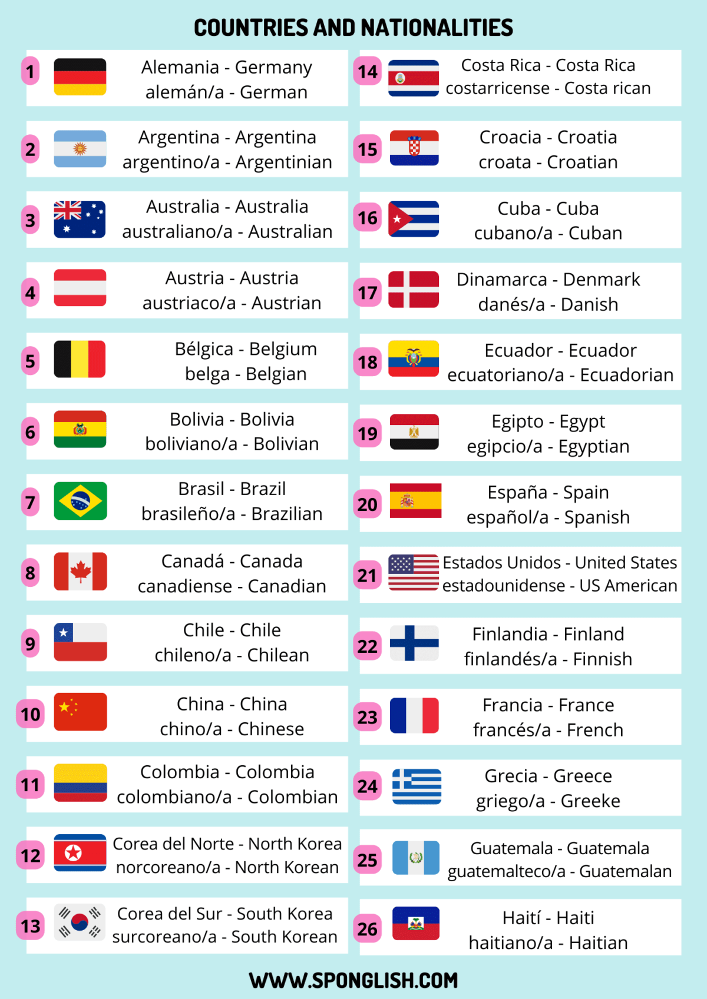 COUNTRIES AND NATIONALITIES
1
Alemania - Germany
alemán/a - German
2
Argentina - Argentina
argentino/a - Argentinian
3
Australia - Australia
australiano/a - Australian
4
Austria - Austria
austriaco/a - Austrian
5
Bélgica - Belgium
belga - Belgian
6
Bolivia - Bolivia
boliviano/a - Bolivian
7
Brasil - Brazil
brasileño/a - Brazilian
8
Canadá - Canada
canadiense - Canadian
9
Chile - Chile
chileno/a - Chilean
10
China - China
chino/a - Chinese
11
Colombia - Colombia
colombiano/a - Colombian
12
Corea del Norte - North Korea
norcoreano/a - North Korean
13
Corea del Sur - South Korea
surcoreano/a - South Korean
14
Costa Rica - Costa Rica
costarricense - Costa rican
15
Croacia - Croatia
croata - Croatian
16
Cuba - Cuba
cubano/a - Cuban
17
Dinamarca - Denmark
danés/a - Danish
18
Ecuador - Ecuador
ecuatoriano/a - Ecuadorian
19
Egipto - Egypt
egipcio/a - Egyptian
20
España - Spain
español/a - Spanish
21
Estados Unidos - United States
estadounidense - US American
22
Finlandia - Finland
finlandés/a - Finnish
23
Francia - France
francés/a - French
24
Grecia - Greece
griego/a - Greeke
25
Guatemala - Guatemala
guatemalteco/a - Guatemalan
26
Haití - Haiti
haitiano/a - Haitian
WWW.SPONGLISH.COM